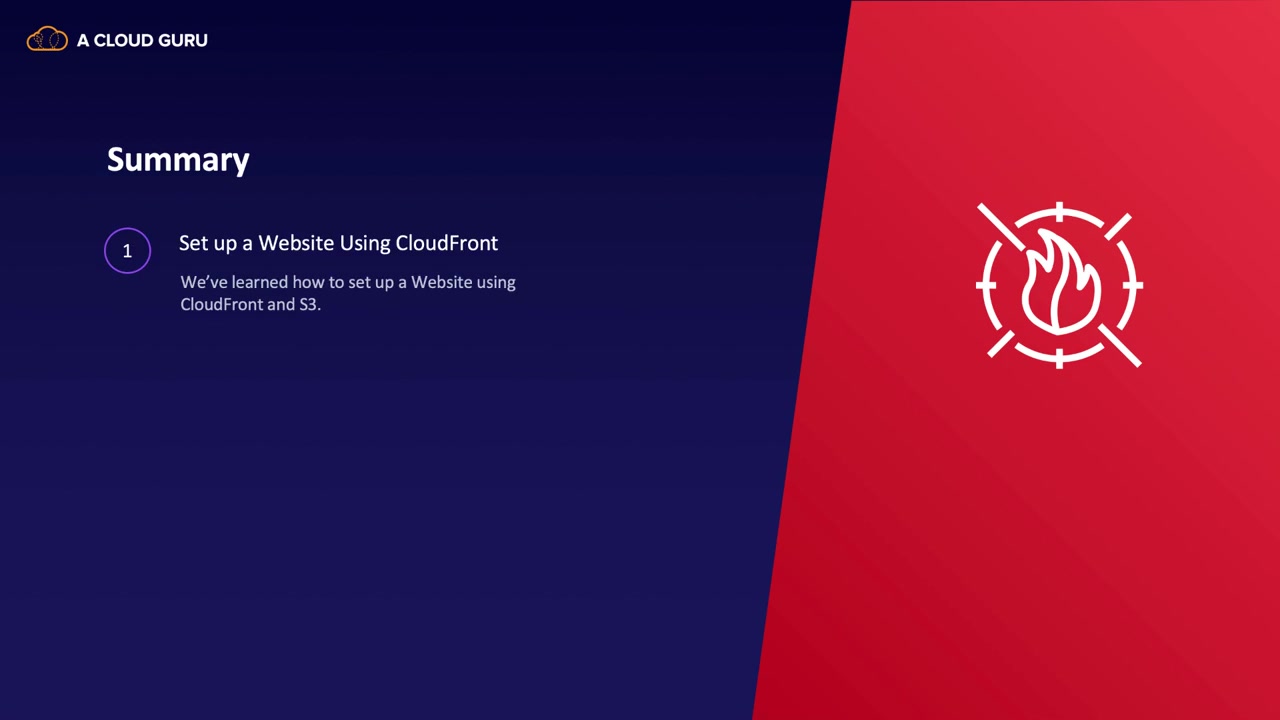 A CLOUD GURU
Summary
1
Set up a Website Using CloudFront
We’ve learned how to set up a Website using
CloudFront and S3.